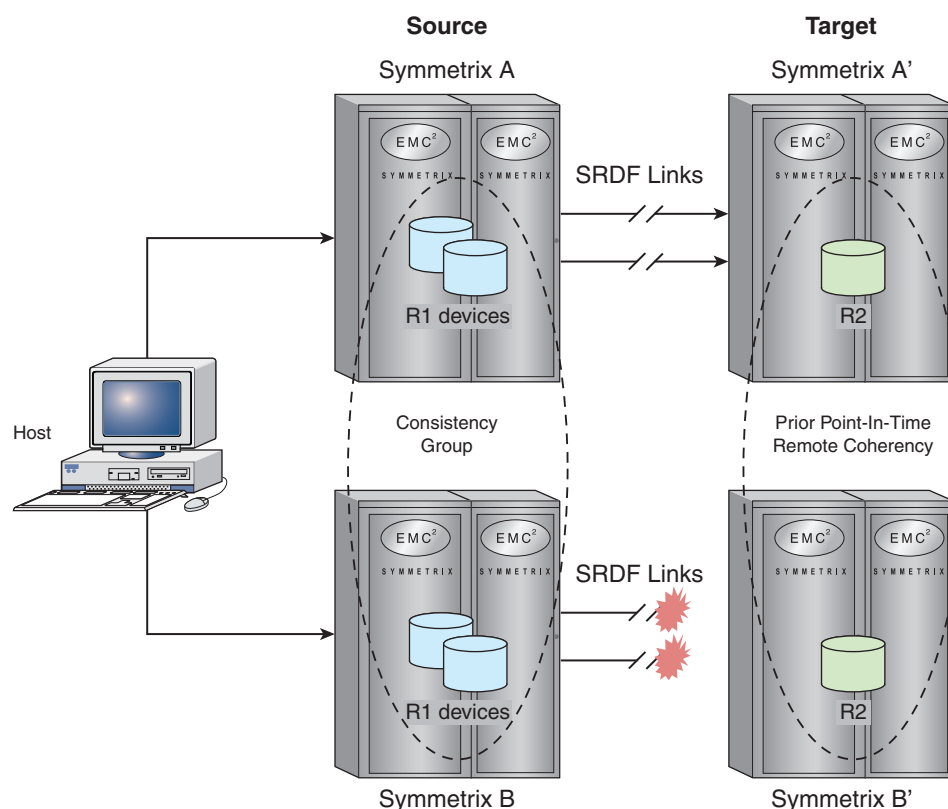 Source
Target
Symmetrix A
Symmetrix A'
EMC²
EMC²
EMC²
EMC²
SYMMETRIX
SYMMETRIX
SYMMETRIX
SYMMETRIX
SRDF Links
R1 devices
R2
Host
Consistency
Group
Prior Point-In-Time
Remote Coherency
EMC²
EMC²
EMC²
EMC²
SYMMETRIX
SYMMETRIX
SYMMETRIX
SYMMETRIX
SRDF Links
R1 devices
R2
Symmetrix B
Symmetrix B'